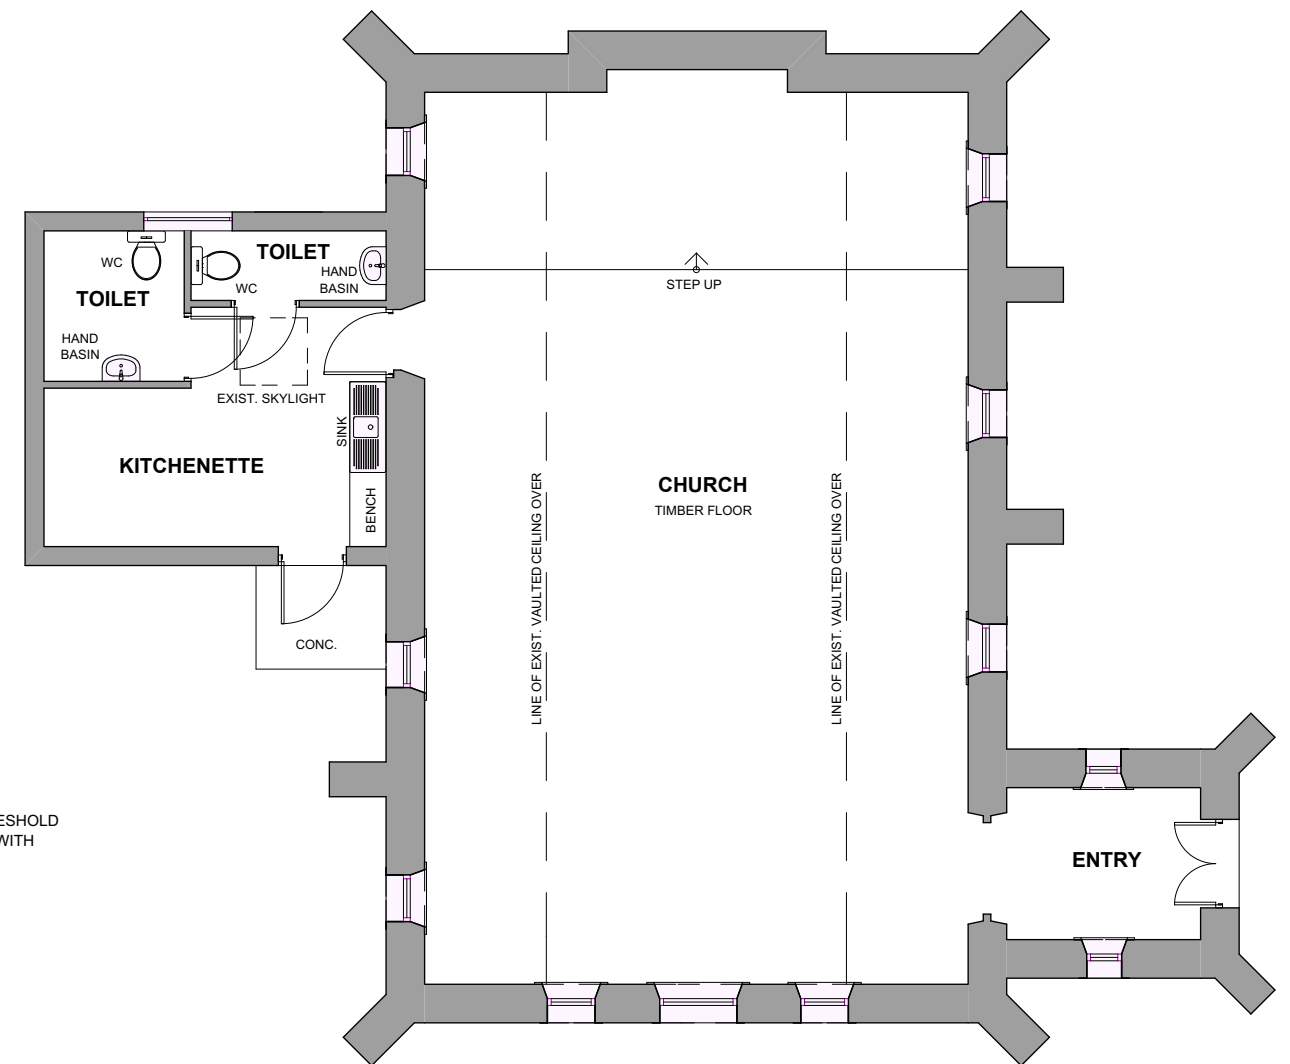 TOILET
WC
TOILET
HAND
BASIN
WC
HAND
BASIN
EXIST. SKYLIGHT
SINK
KITCHENETTE
BENCH
CONC.
STEP UP
CHURCH
TIMBER FLOOR
LINE OF EXIST. VAULTED CEILING OVER
LINE OF EXIST. VAULTED CEILING OVER
ENTRY
ESHOLD
WITH